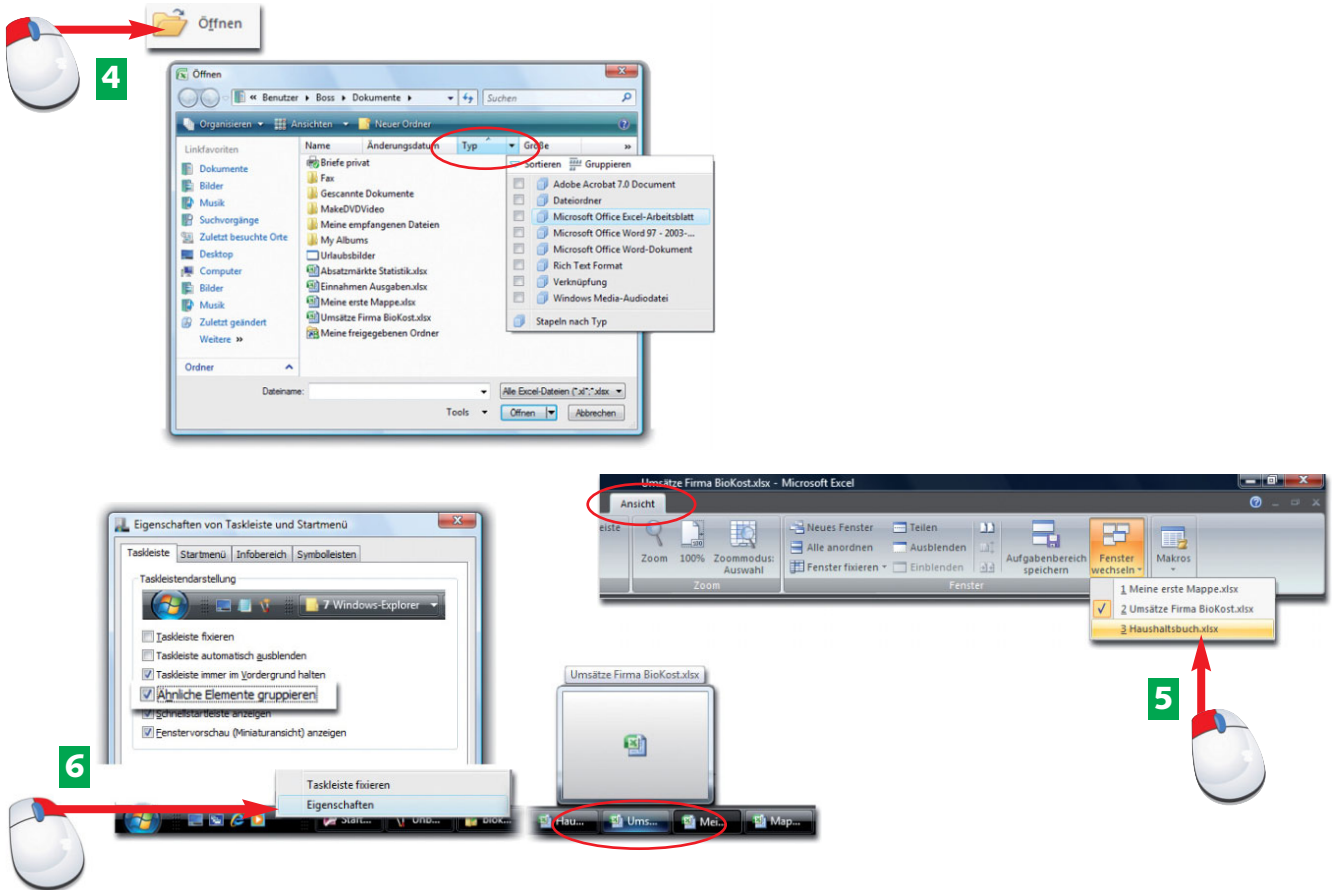 Öffnen
4
Öffnen
« Benutzer ▸ Boss ▸ Dokumente ▸
Suchen
Organisieren
Ansichten
Neuer Ordner
Linkfavoriten
Dokumente
Bilder
Musik
Suchvorgänge
Zuletzt besuchte Orte
Desktop
Computer
Bilder
Musik
Zuletzt geändert
Weitere »
Ordner
Name Änderungsdatum Typ Größe »
Briefe privat
Fax
Gescannte Dokumente
MakeDVDVideo
Meine empfangenen Dateien
My Albums
Urlaubsbilder
Absatzmärkte Statistik.xlsx
Einnahmen Ausgaben.xlsx
Meine erste Mappe.xlsx
Umsätze Firma BioKost.xlsx
Meine freigegebenen Ordner
Sortieren Gruppieren
Adobe Acrobat 7.0 Document
Dateiordner
Microsoft Office Excel-Arbeitsblatt
Microsoft Office Word 97 - 2003-...
Microsoft Office Word-Dokument
Rich Text Format
Verknüpfung
Windows Media-Audiodatei
Stapeln nach Typ
Dateiname:
Alle Excel-Dateien (*.xl*;*.xlsx
Tools
Öffnen
Abbrechen
Umsätze Firma BioKost.xlsx - Microsoft Excel
Ansicht
eiste
Zoom
100%
Zoommodus:
Auswahl
Zoom
Neues Fenster
Alle anordnen
Fenster fixieren
Teilen
Ausblenden
Einblenden
Aufgabenbereich
speichern
Fenster
wechseln
Fenster
Makros
1 Meine erste Mappe.xlsx
2 Umsätze Firma BioKost.xlsx
3 Haushaltsbuch.xlsx
5
Eigenschaften von Taskleiste und Startmenü
Taskleiste Startmenü Infobereich Symbolleisten
Taskleistendarstellung
7 Windows-Explorer
Taskleiste fixieren
Taskleiste automatisch ausblenden
Taskleiste immer im Vordergrund halten
Ähnliche Elemente gruppieren
Schnellstartleiste anzeigen
Fenstervorschau (Miniaturansicht) anzeigen
6
Taskleiste fixieren
Eigenschaften
Start...
Umsätze Firma BioKost.xlsx
Hau...
Ums...
Mei...
Map...